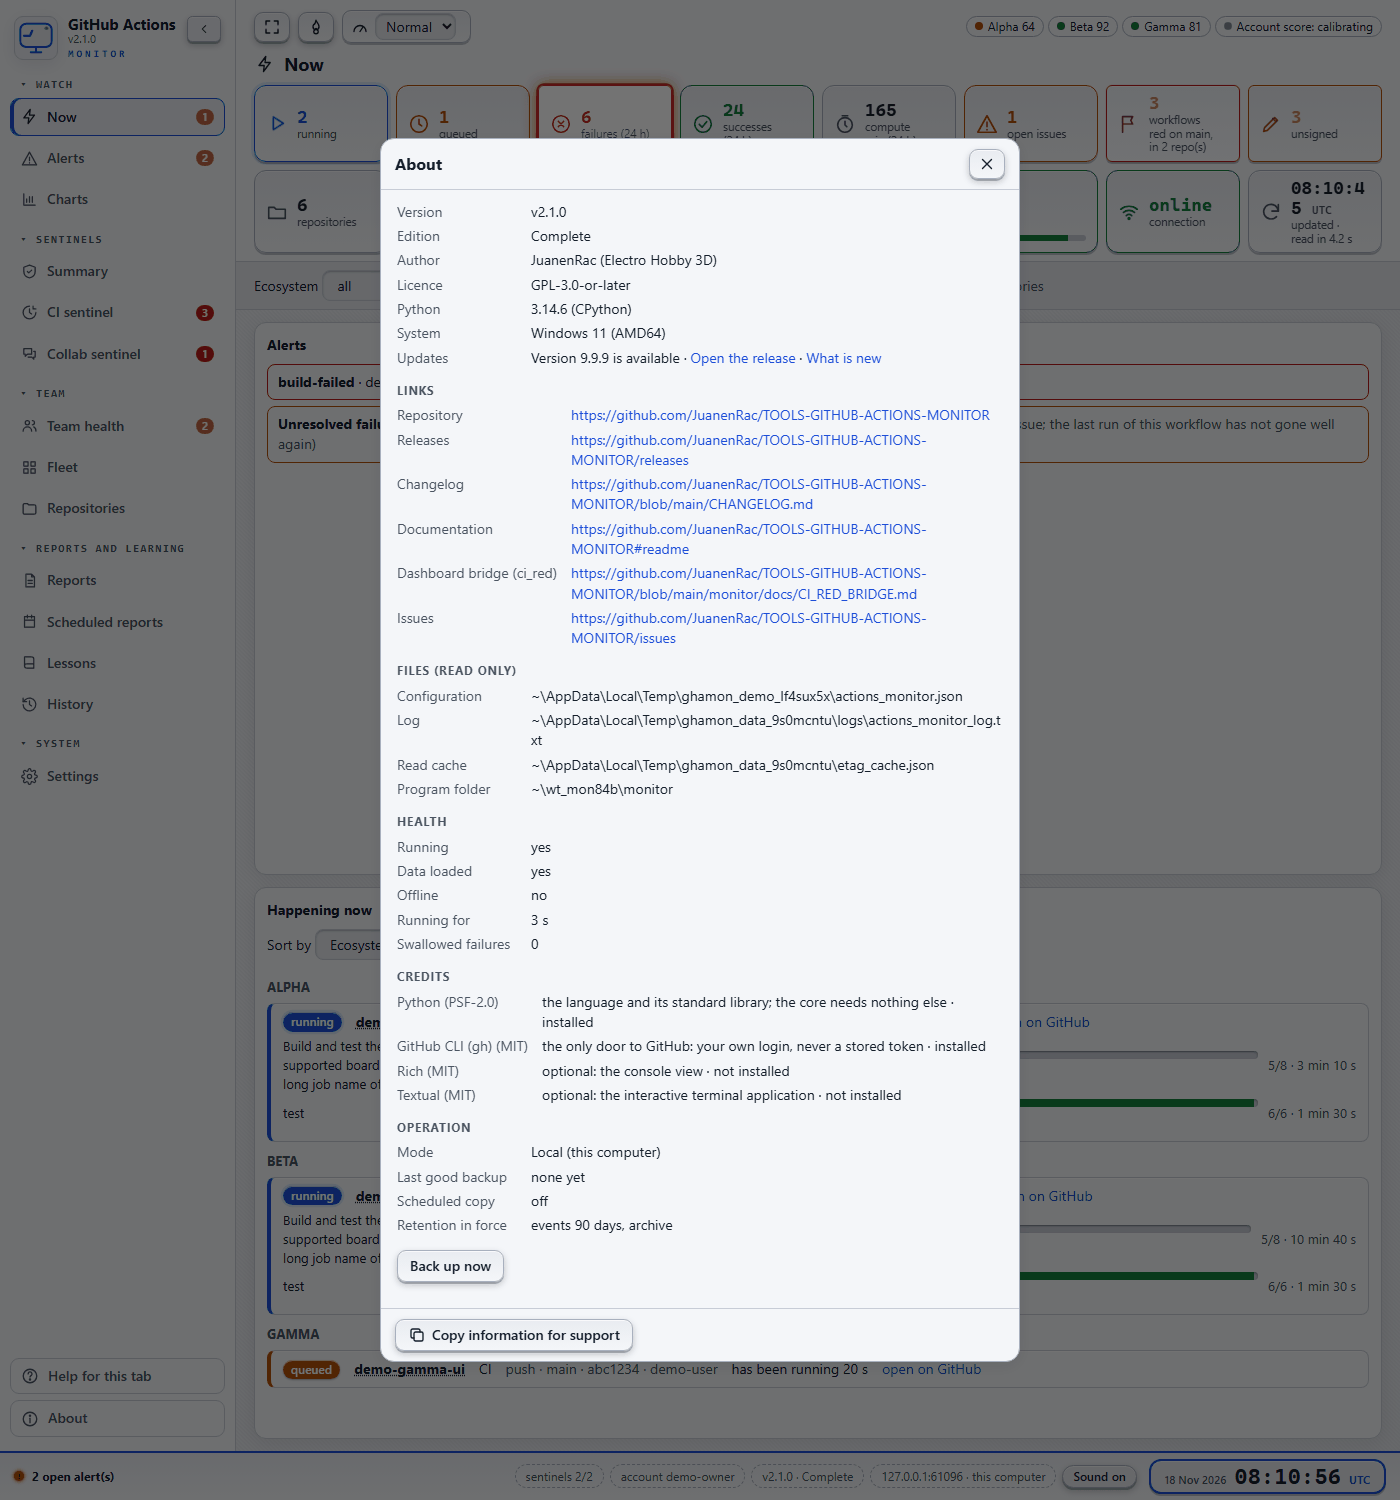 GitHub Actions
v2.1.0
MONITOR
WATCH
Now 1
Alerts 2
Charts
SENTINELS
Summary
CI sentinel 3
Collab sentinel 1
TEAM
Team health 2
Fleet
Repositories
REPORTS AND LEARNING
Reports
Scheduled reports
Lessons
History
SYSTEM
Settings
Help for this tab
About
Normal
Alpha 64
Beta 92
Gamma 81
Account score: calibrating
Now
2
running
1
queued
6
failures (24 h)
24
successes
165
compute
1
open issues
3
workflows
red on main,
in 2 repo(s)
3
unsigned
6
repositories
online
connection
08:10:4
5 UTC
updated ·
read in 4.2 s
Ecosystem all
Alerts
build-failed · de
Unresolved failu
again)
sue; the last run of this workflow has not gone well
Happening now
Sort by Ecosyste
ALPHA
running den
on GitHub
Build and test the
supported board
long job name of
5/8 · 3 min 10 s
test
6/6 · 1 min 30 s
BETA
running den
on GitHub
Build and test the
supported board
long job name of
5/8 · 10 min 40 s
test
6/6 · 1 min 30 s
GAMMA
queued demo-gamma-ui CI push · main · abc1234 · demo-user has been running 20 s open on GitHub
About
Version v2.1.0
Edition Complete
Author JuanenRac (Electro Hobby 3D)
Licence GPL-3.0-or-later
Python 3.14.6 (CPython)
System Windows 11 (AMD64)
Updates Version 9.9.9 is available · Open the release · What is new
LINKS
Repository https://github.com/JuanenRac/TOOLS-GITHUB-ACTIONS-MONITOR
Releases https://github.com/JuanenRac/TOOLS-GITHUB-ACTIONS-
MONITOR/releases
Changelog https://github.com/JuanenRac/TOOLS-GITHUB-ACTIONS-
MONITOR/blob/main/CHANGELOG.md
Documentation https://github.com/JuanenRac/TOOLS-GITHUB-ACTIONS-
MONITOR#readme
Dashboard bridge (ci_red) https://github.com/JuanenRac/TOOLS-GITHUB-ACTIONS-
MONITOR/blob/main/monitor/docs/CI_RED_BRIDGE.md
Issues https://github.com/JuanenRac/TOOLS-GITHUB-ACTIONS-
MONITOR/issues
FILES (READ ONLY)
Configuration ~\AppData\Local\Temp\ghamon_demo_lf4sux5x\actions_monitor.json
Log ~\AppData\Local\Temp\ghamon_data_9s0mcntu\logs\actions_monitor_log.t
xt
Read cache ~\AppData\Local\Temp\ghamon_data_9s0mcntu\etag_cache.json
Program folder ~\wt_mon84b\monitor
HEALTH
Running yes
Data loaded yes
Offline no
Running for 3 s
Swallowed failures 0
CREDITS
Python (PSF-2.0) the language and its standard library; the core needs nothing else ·
installed
GitHub CLI (gh) (MIT) the only door to GitHub: your own login, never a stored token · installed
Rich (MIT) optional: the console view · not installed
Textual (MIT) optional: the interactive terminal application · not installed
OPERATION
Mode Local (this computer)
Last good backup none yet
Scheduled copy off
Retention in force events 90 days, archive
Back up now
Copy information for support
2 open alert(s)
sentinels 2/2
account demo-owner
v2.1.0 · Complete
127.0.0.1:61096 · this computer
Sound on
18 Nov 2026 08:10:56 UTC